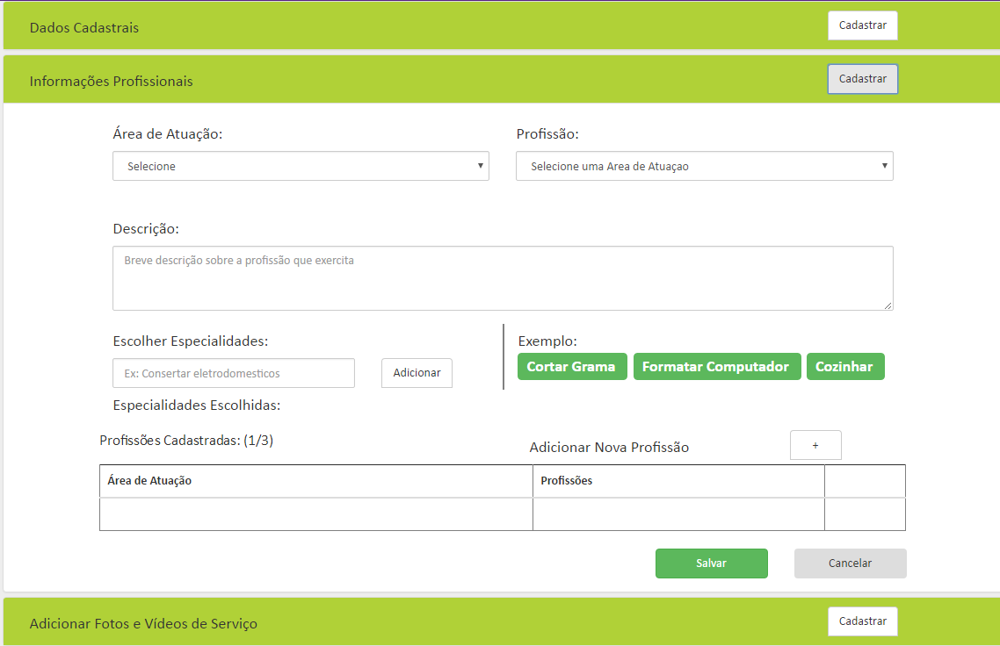 Dados Cadastrais Cadastrar
Informações Profissionais Cadastrar
Área de Atuação: Profissão:
Selecione Selecione uma Area de Atuaçao
Descrição:
Breve descrição sobre a profissão que exercita
Escolher Especialidades: Exemplo:
Ex: Consertar eletrodomesticos Adicionar Cortar Grama Formatar Computador Cozinhar
Especialidades Escolhidas:
Profissões Cadastradas: (1/3) Adicionar Nova Profissão +
Área de Atuação Profissões
Salvar Cancelar
Adicionar Fotos e Vídeos de Serviço Cadastrar